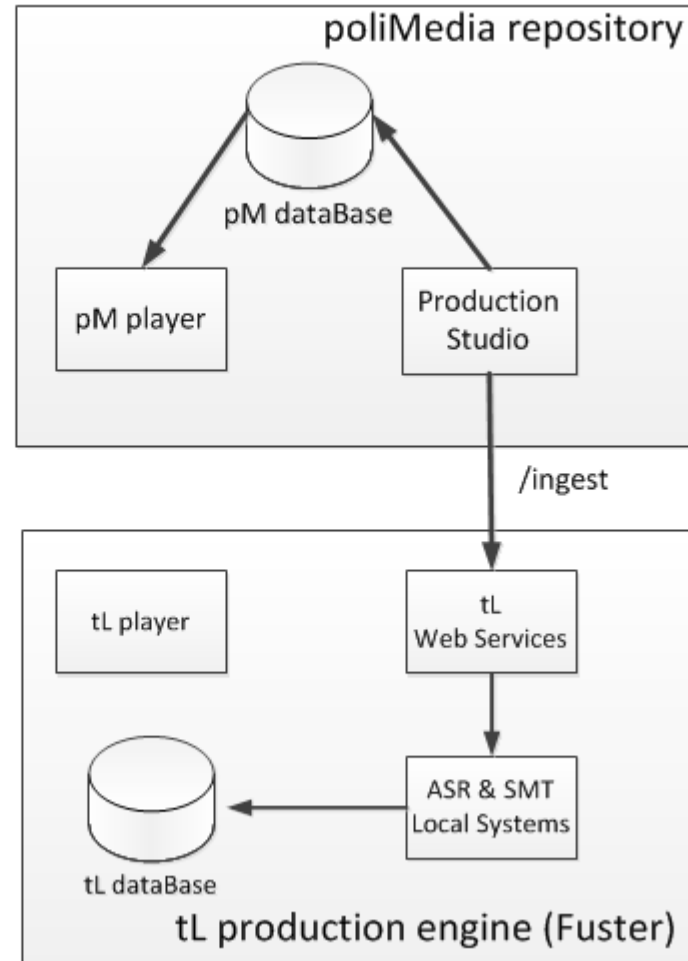 poliMedia repository
pM dataBase
pM player
Production
Studio
/ingest
tL player
tL
Web Services
ASR & SMT
Local Systems
tL dataBase
tL production engine (Fuster)